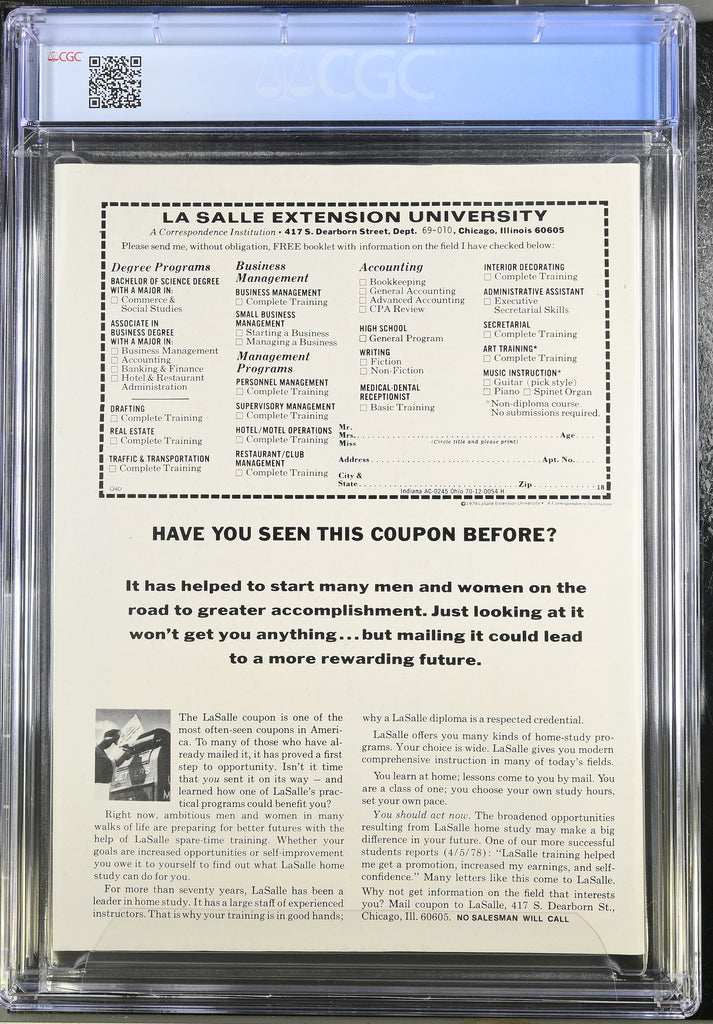 CGC
CGC
LA SALLE EXTENSION UNIVERSITY
A Correspondence Institution • 417 S. Dearborn Street, Dept. 69-010, Chicago, Illinois 60605
Please send me, without obligation, FREE booklet with information on the field I have checked below:
Degree Programs
BACHELOR OF SCIENCE DEGREE
WITH A MAJOR IN:
☐ Commerce &
Social Studies
ASSOCIATE IN
BUSINESS DEGREE
WITH A MAJOR IN:
☐ Business Management
☐ Accounting
☐ Banking & Finance
☐ Hotel & Restaurant
Administration
DRAFTING
☐ Complete Training
REAL ESTATE
☐ Complete Training
TRAFFIC & TRANSPORTATION
☐ Complete Training
Business
Management
BUSINESS MANAGEMENT
☐ Complete Training
SMALL BUSINESS
MANAGEMENT
☐ Starting a Business
☐ Managing a Business
Management
Programs
PERSONNEL MANAGEMENT
☐ Complete Training
SUPERVISORY MANAGEMENT
☐ Complete Training
HOTEL/MOTEL OPERATIONS
☐ Complete Training
RESTAURANT/CLUB
MANAGEMENT
☐ Complete Training
Accounting
☐ Bookkeeping
☐ General Accounting
☐ Advanced Accounting
☐ CPA Review
HIGH SCHOOL
☐ General Program
WRITING
☐ Fiction
☐ Non-Fiction
MEDICAL-DENTAL
RECEPTIONIST
☐ Basic Training
INTERIOR DECORATING
☐ Complete Training
ADMINISTRATIVE ASSISTANT
☐ Executive
Secretarial Skills
SECRETARIAL
☐ Complete Training
ART TRAINING*
☐ Complete Training
MUSIC INSTRUCTION*
☐ Guitar (pick style)
☐ Piano ☐ Spinet Organ
*Non-diploma course.
No submissions required.
Mr.
Mrs. Age
Miss (Circle title and please print)
Address Apt. No.
City &
State Zip 18
040 Indiana AC-0245 Ohio 70-12-0054 H
© 1979 LaSalle Extension University • A Correspondence Institution
HAVE YOU SEEN THIS COUPON BEFORE?
It has helped to start many men and women on the
road to greater accomplishment. Just looking at it
won't get you anything...but mailing it could lead
to a more rewarding future.
The LaSalle coupon is one of the
most often-seen coupons in Ameri-
ca. To many of those who have al-
ready mailed it, it has proved a first
step to opportunity. Isn't it time
that you sent it on its way – and
learned how one of LaSalle's prac-
tical programs could benefit you?
Right now, ambitious men and women in many
walks of life are preparing for better futures with the
help of LaSalle spare-time training. Whether your
goals are increased opportunities or self-improvement
you owe it to yourself to find out what LaSalle home
study can do for you.
For more than seventy years, LaSalle has been a
leader in home study. It has a large staff of experienced
instructors. That is why your training is in good hands;
why a LaSalle diploma is a respected credential.
LaSalle offers you many kinds of home-study pro-
grams. Your choice is wide. LaSalle gives you modern
comprehensive instruction in many of today's fields.
You learn at home; lessons come to you by mail. You
are a class of one; you choose your own study hours,
set your own pace.
You should act now. The broadened opportunities
resulting from LaSalle home study may make a big
difference in your future. One of our more successful
students reports (4/5/78): "LaSalle training helped
me get a promotion, increased my earnings, and self-
confidence." Many letters like this come to LaSalle.
Why not get information on the field that interests
you? Mail coupon to LaSalle, 417 S. Dearborn St.,
Chicago, Ill. 60605. NO SALESMAN WILL CALL